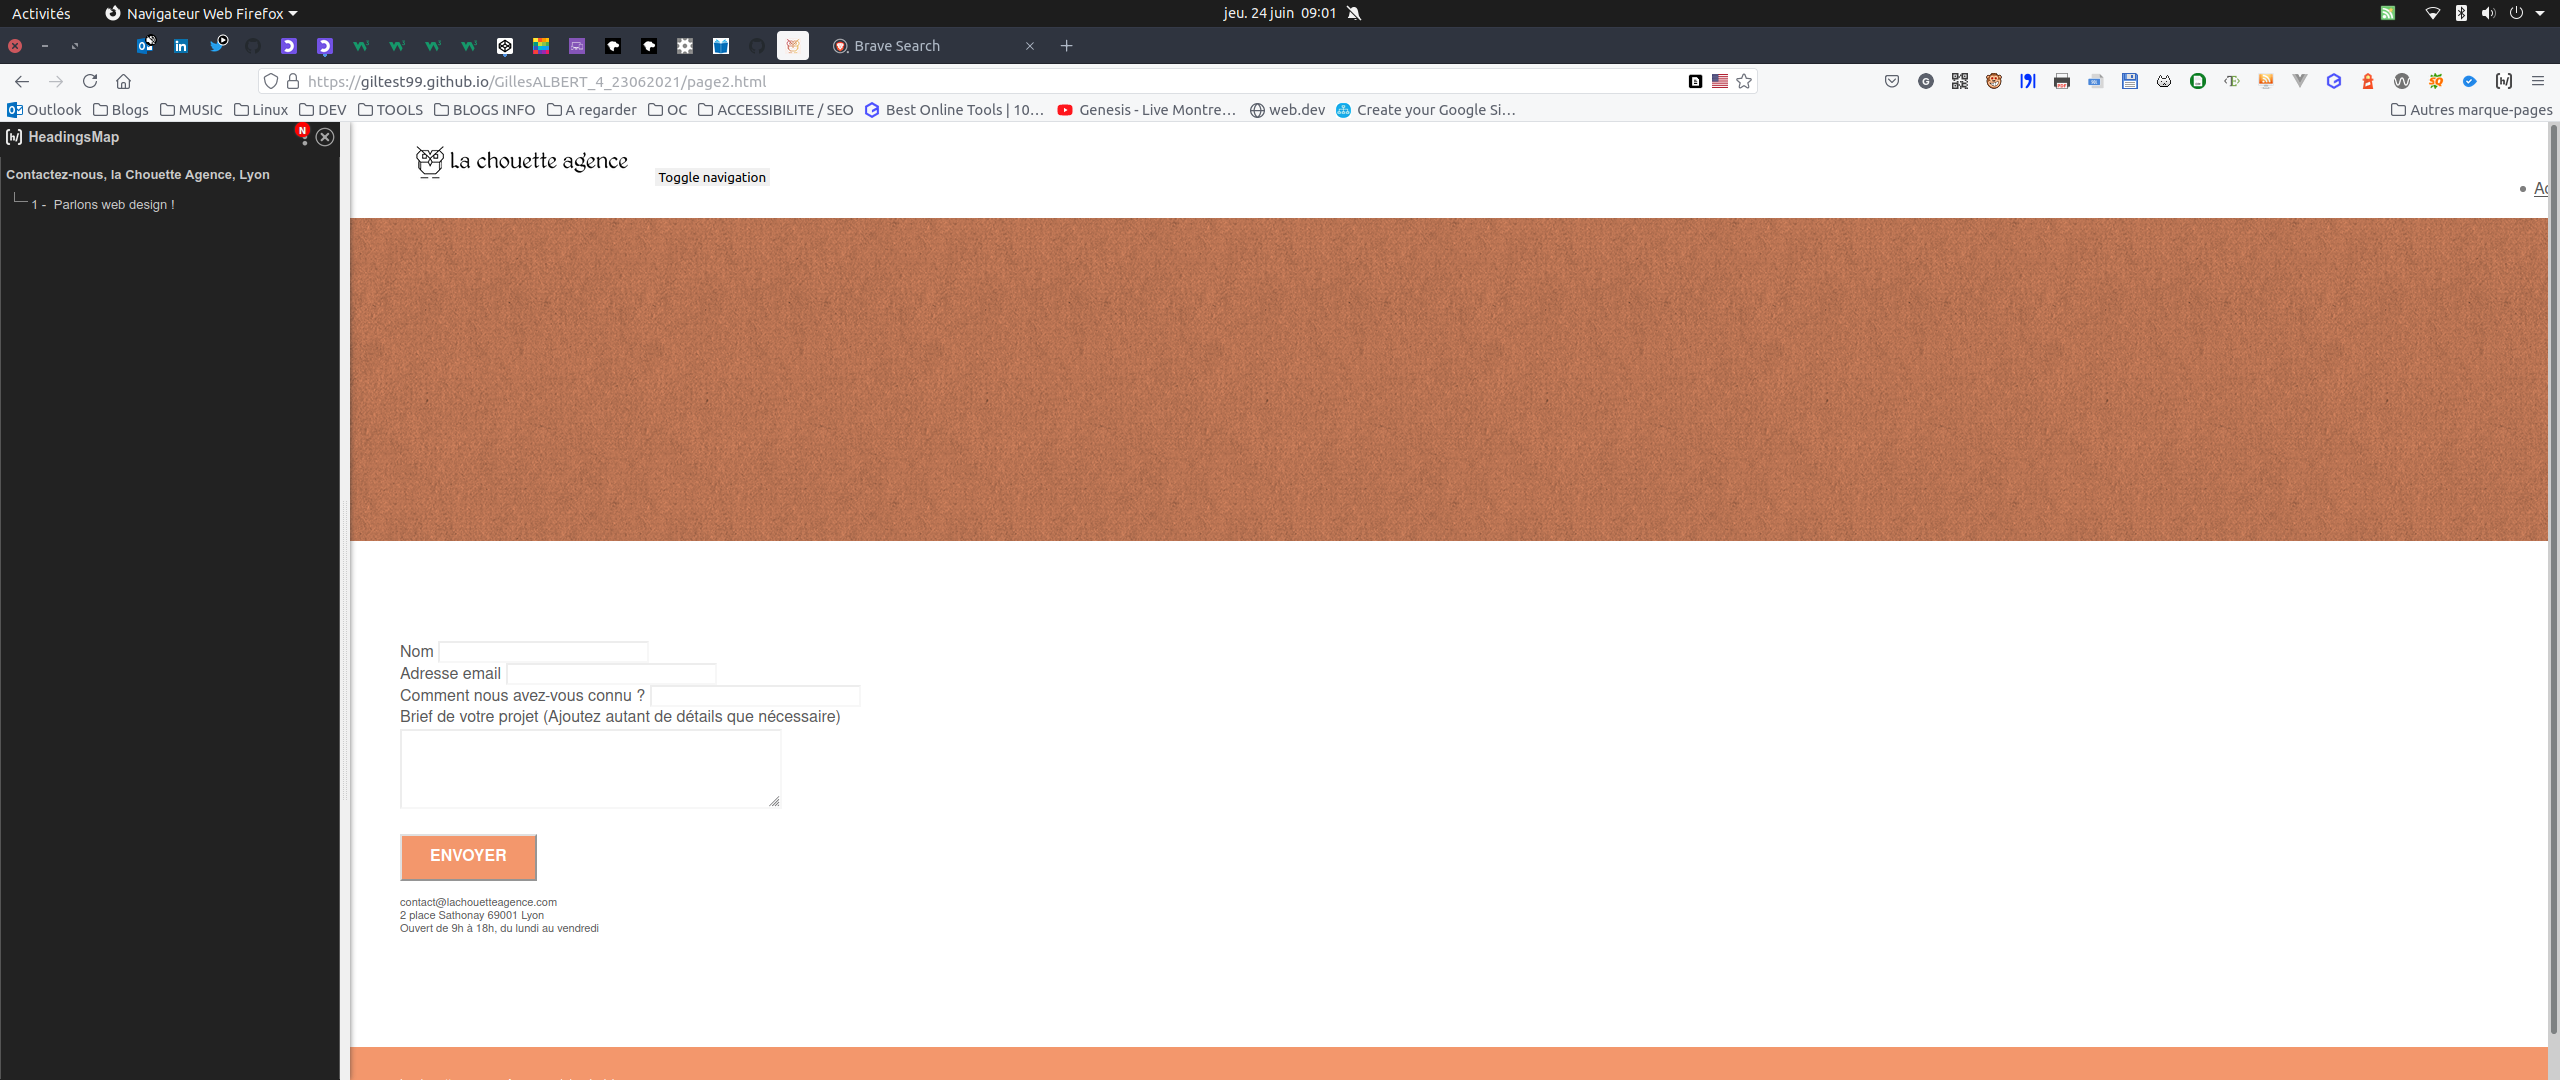 Activités
Navigateur Web Firefox
jeu. 24 juin 09:01
Brave Search
https://giltest99.github.io/GillesALBERT_4_23062021/page2.html
Outlook
Blogs
MUSIC
Linux
DEV
TOOLS
BLOGS INFO
A regarder
OC
ACCESSIBILITE / SEO
Best Online Tools | 10…
Genesis - Live Montre…
web.dev
Create your Google Si…
Autres marque-pages
HeadingsMap
N
Contactez-nous, la Chouette Agence, Lyon
1 - Parlons web design !
La chouette agence
Toggle navigation
Nom
Adresse email
Comment nous avez-vous connu ?
Brief de votre projet (Ajoutez autant de détails que nécessaire)
ENVOYER
contact@lachouetteagence.com
2 place Sathonay 69001 Lyon
Ouvert de 9h à 18h, du lundi au vendredi